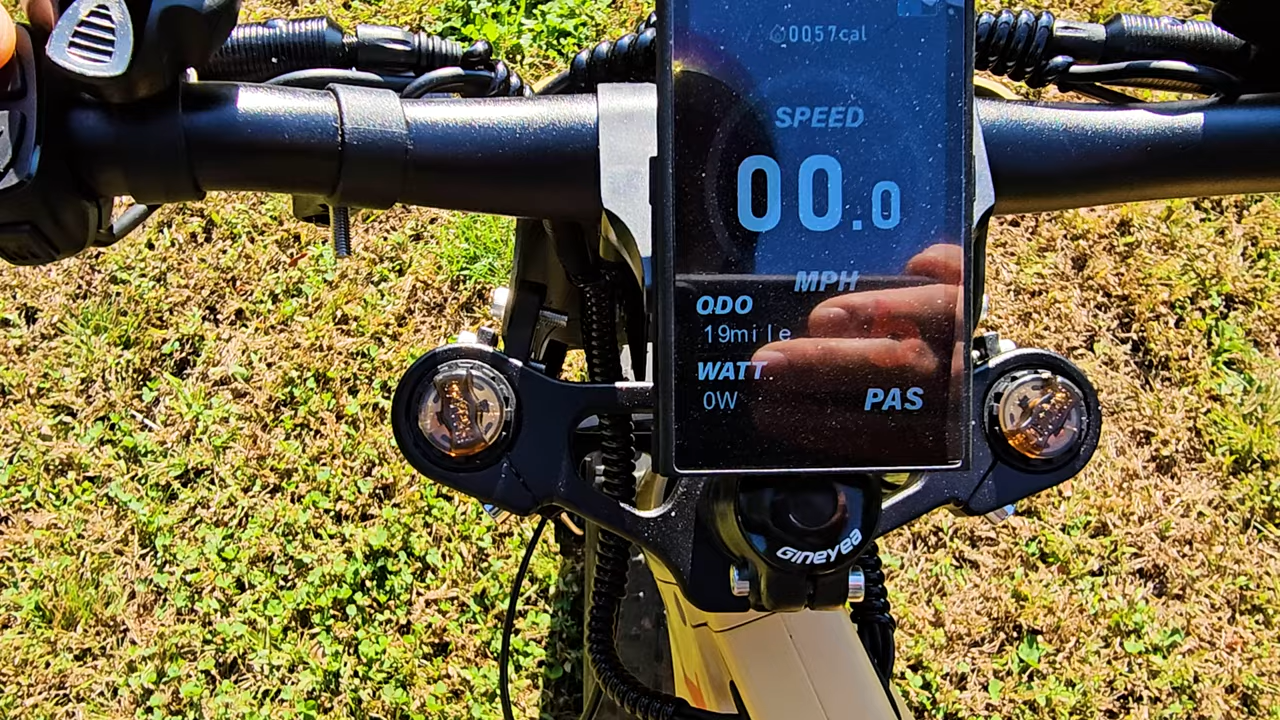 0057cal
SPEED
00.0
MPH
ODO
19mile
WATT
0W
PAS
GINEYEA